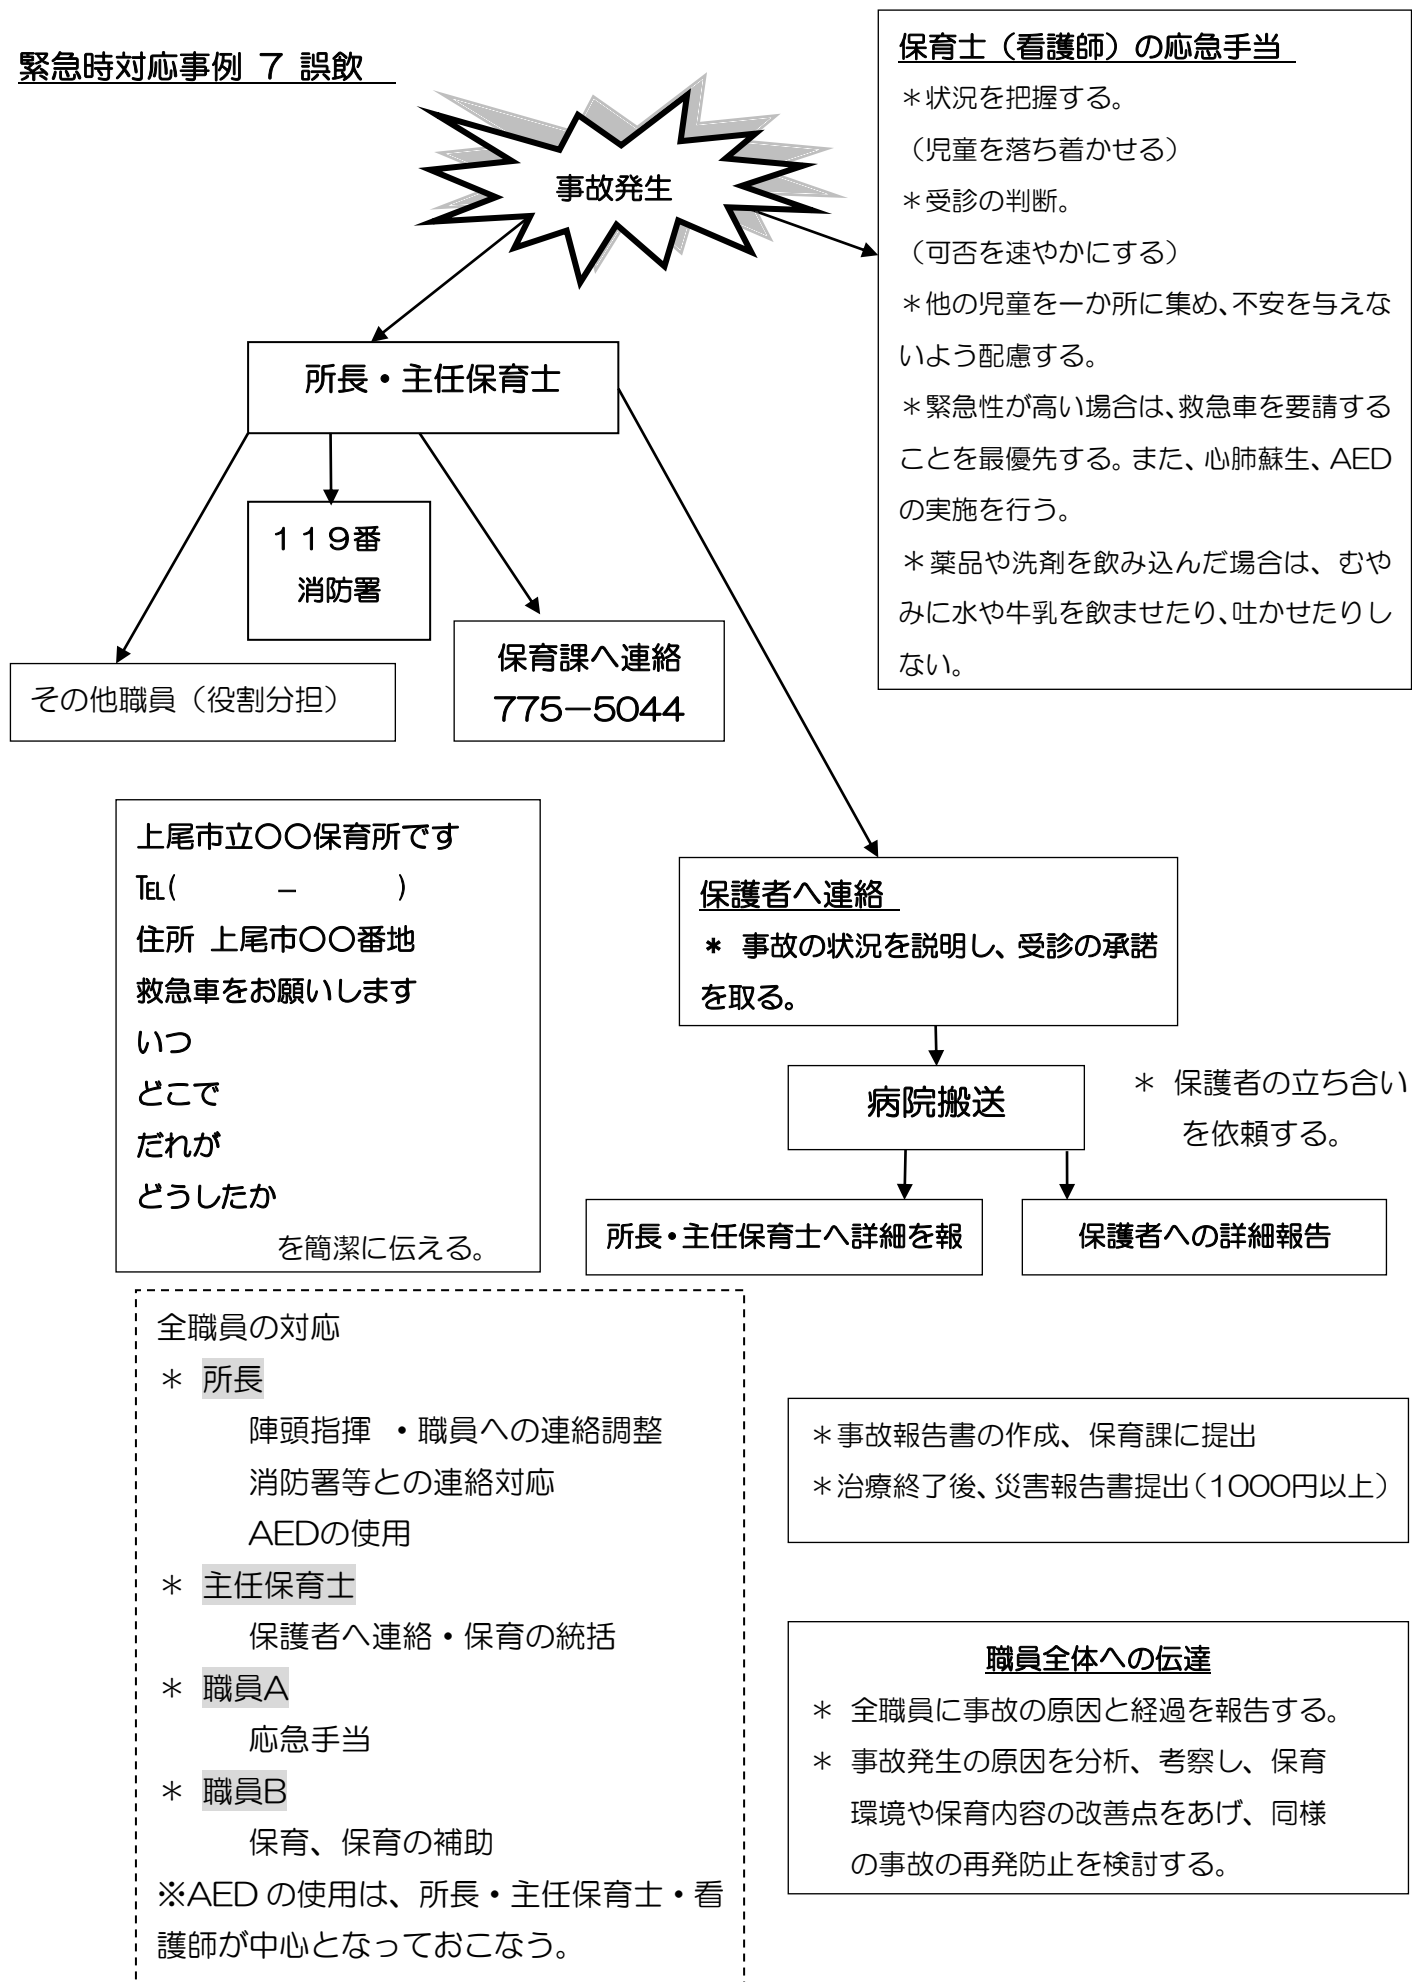 緊急時対応事例 7 誤飲
事故発生
保育士（看護師）の応急手当
＊状況を把握する。
（児童を落ち着かせる）
＊受診の判断。
（可否を速やかにする）
＊他の児童を一か所に集め、不安を与えな
いよう配慮する。
＊緊急性が高い場合は、救急車を要請する
ことを最優先する。また、心肺蘇生、AED
の実施を行う。
＊薬品や洗剤を飲み込んだ場合は、むや
みに水や牛乳を飲ませたり、吐かせたりし
ない。
所長・主任保育士
１１９番
消防署
保育課へ連絡
775－5044
その他職員（役割分担）
上尾市立〇〇保育所です
℡(　　　－　　　)
住所 上尾市〇〇番地
救急車をお願いします
いつ
どこで
だれが
どうしたか
を簡潔に伝える。
保護者へ連絡
＊ 事故の状況を説明し、受診の承諾
を取る。
病院搬送
＊ 保護者の立ち合い
を依頼する。
所長・主任保育士へ詳細を報
保護者への詳細報告
全職員の対応
＊ 所長
陣頭指揮 ・職員への連絡調整
消防署等との連絡対応
AEDの使用
＊ 主任保育士
保護者へ連絡・保育の統括
＊ 職員A
応急手当
＊ 職員B
保育、保育の補助
※AED の使用は、所長・主任保育士・看
護師が中心となっておこなう。
＊事故報告書の作成、保育課に提出
＊治療終了後、災害報告書提出（1000円以上）
職員全体への伝達
＊ 全職員に事故の原因と経過を報告する。
＊ 事故発生の原因を分析、考察し、保育
環境や保育内容の改善点をあげ、同様
の事故の再発防止を検討する。